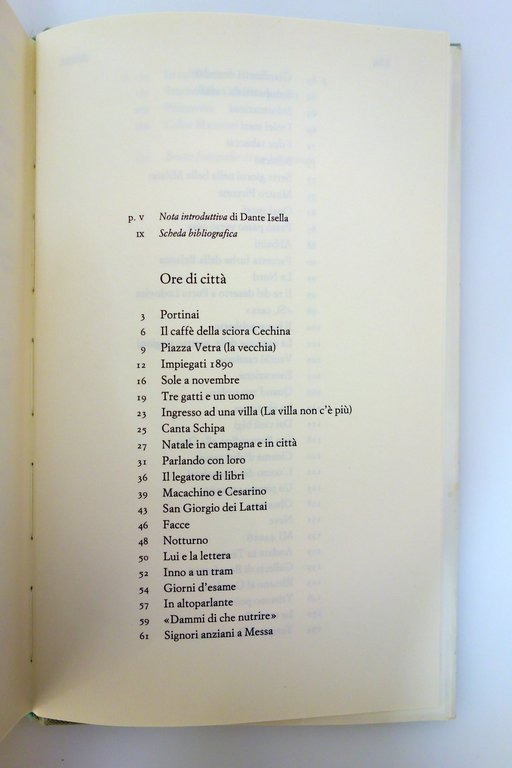 p. v Nota introduttiva di Dante Isella
ix Scheda bibliografica
Ore di città
3 Portinai
6 Il caffè della sciora Cechina
9 Piazza Vetra (la vecchia)
12 Impiegati 1890
16 Sole a novembre
19 Tre gatti e un uomo
23 Ingresso ad una villa (La villa non c'è più)
25 Canta Schipa
27 Natale in campagna e in città
31 Parlando con loro
36 Il legatore di libri
39 Macachino e Cesarino
43 San Giorgio dei Lattai
46 Facce
48 Notturno
50 Lui e la lettera
52 Inno a un tram
54 Giorni d'esame
57 In altoparlante
59 «Dammi di che nutrire»
61 Signori anziani a Messa